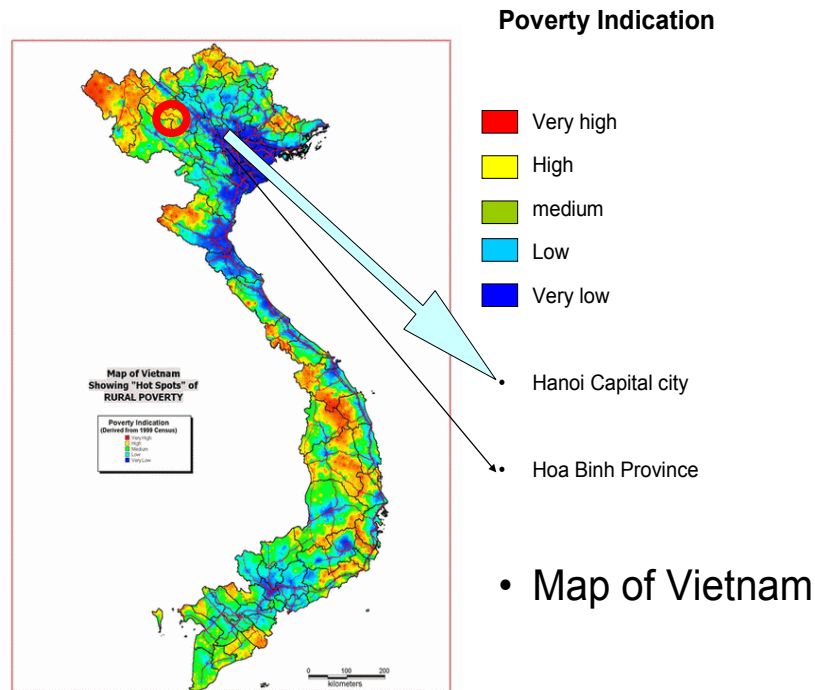 Poverty Indication
Very high
High
medium
Low
Very low
• Hanoi Capital city
• Hoa Binh Province
• Map of Vietnam
Map of Vietnam
Showing "Hot Spots" of
RURAL POVERTY
Poverty Indication
(Derived from 1999 Census)
Very High
High
Medium
Low
Very Low
0 100 200
kilometers